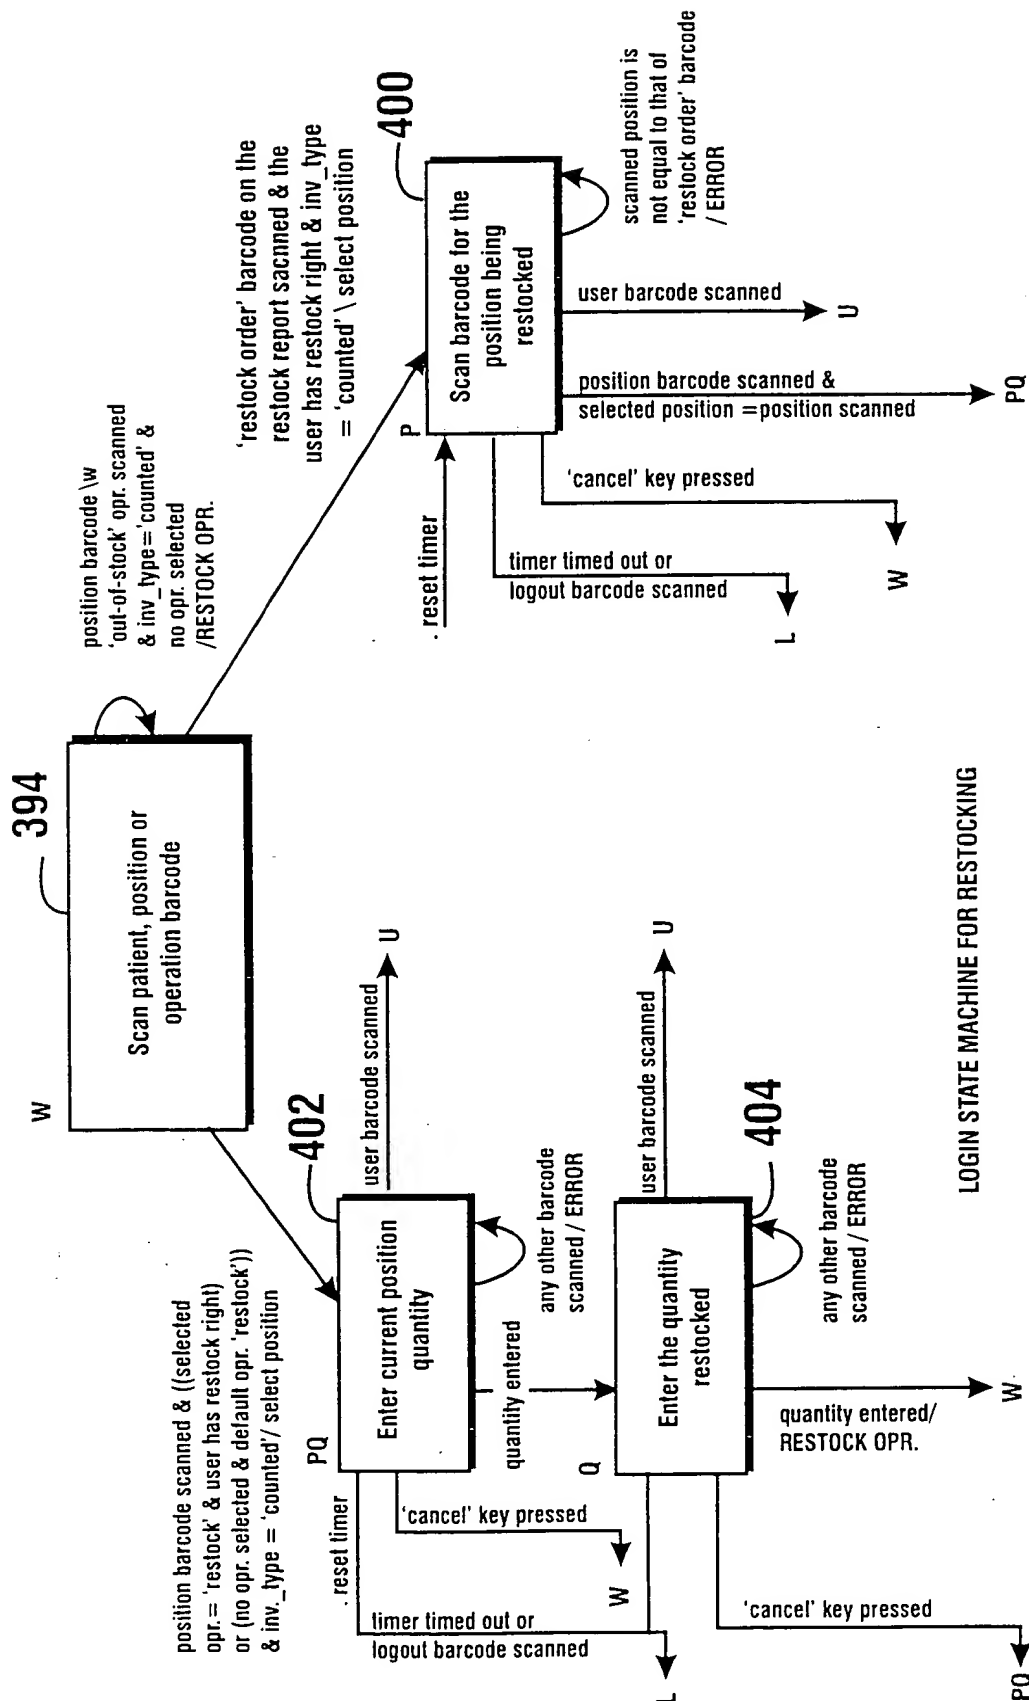 W
394
Scan patient, position or
operation barcode
position barcode \w
'out-of-stock' opr. scanned
& inv_type='counted' &
no opr. selected
/RESTOCK OPR.
'restock order' barcode on the
restock report sacnned & the
user has restock right & inv_type
= 'counted' \ select position
position barcode scanned & ((selected
opr.= 'restock' & user has restock right)
or (no opr. selected & default opr. 'restock'))
& inv._type = 'counted'/ select position
402
PQ
Enter current position
quantity
user barcode scanned
U
any other barcode
scanned / ERROR
quantity entered
. reset timer
'cancel' key pressed
W
timer timed out or
logout barcode scanned
L
Q
Enter the quantity
restocked
404
user barcode scanned
U
any other barcode
scanned / ERROR
quantity entered/
RESTOCK OPR.
W
'cancel' key pressed
PQ
400
P
Scan barcode for the
position being
restocked
scanned position is
not equal to that of
'restock order' barcode
/ ERROR
user barcode scanned
U
position barcode scanned &
selected position =position scanned
PQ
'cancel' key pressed
W
. reset timer
timer timed out or
logout barcode scanned
L
LOGIN STATE MACHINE FOR RESTOCKING